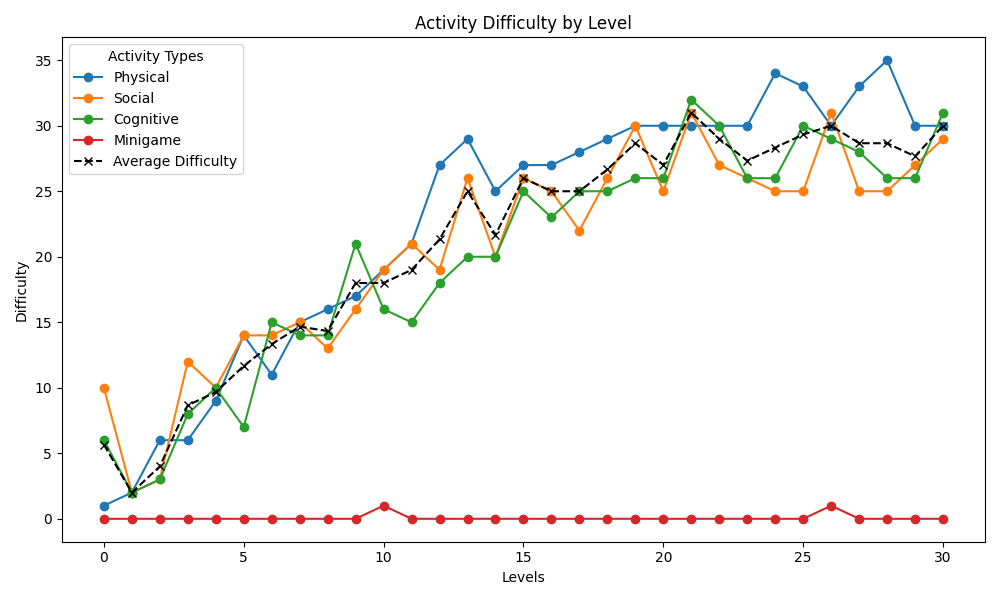 Activity Difficulty by Level
Activity Types
Physical
Social
Cognitive
Minigame
Average Difficulty
Difficulty
35
30
25
20
15
10
5
0
0 5 10 15 20 25 30
Levels